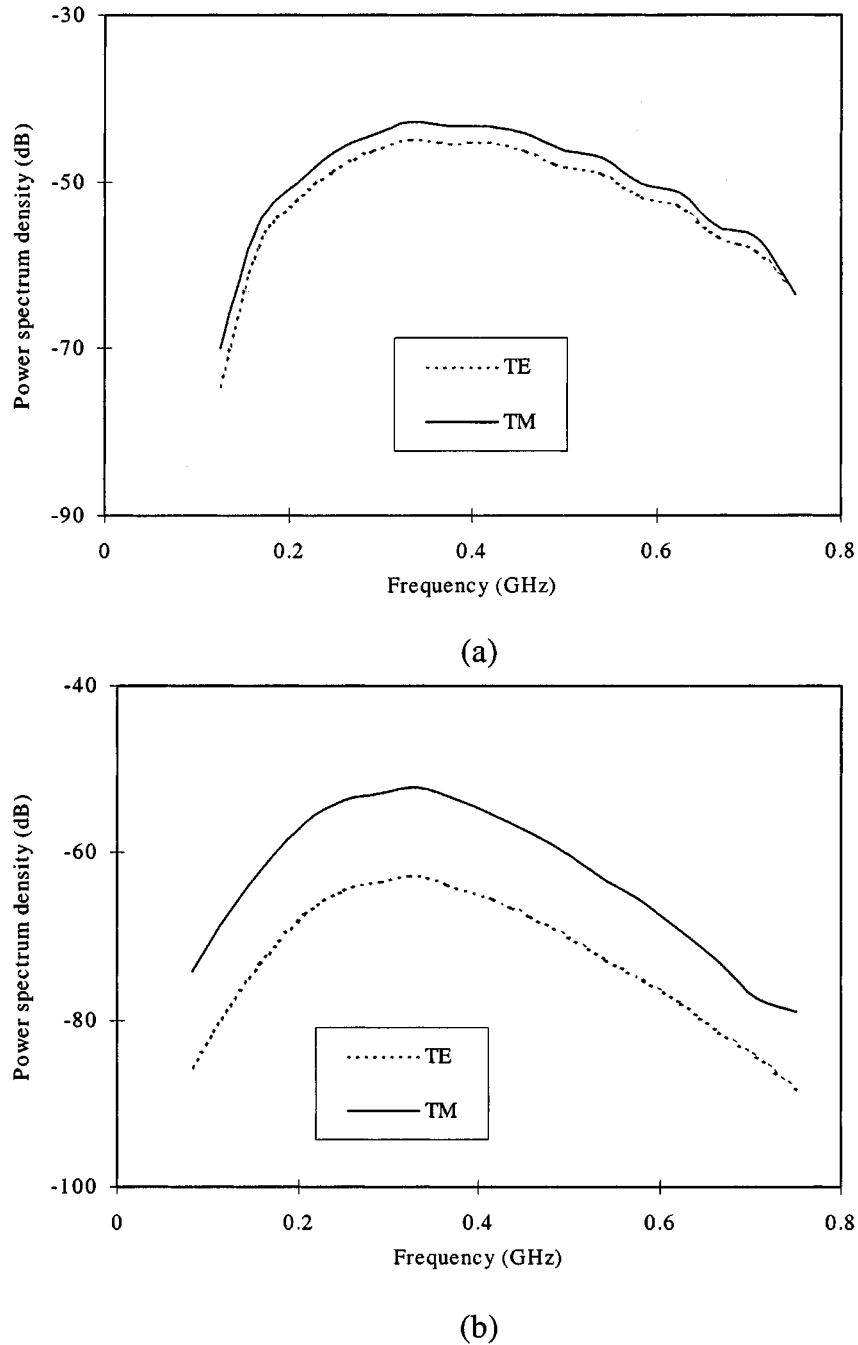 -30
-50
-70
-90
Power spectrum density (dB)
TE
TM
0 0.2 0.4 0.6 0.8
Frequency (GHz)
(a)
-40
-60
-80
-100
Power spectrum density (dB)
TE
TM
0 0.2 0.4 0.6 0.8
Frequency (GHz)
(b)